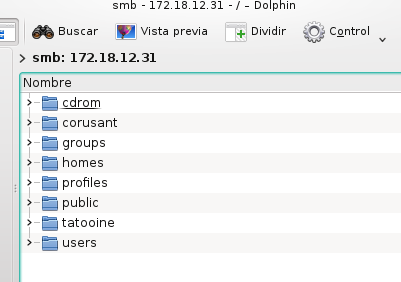 smb - 172.18.12.31 - / – Dolphin
Buscar Vista previa Dividir Control
smb: 172.18.12.31
Nombre
cdrom
corusant
groups
homes
profiles
public
tatooine
users